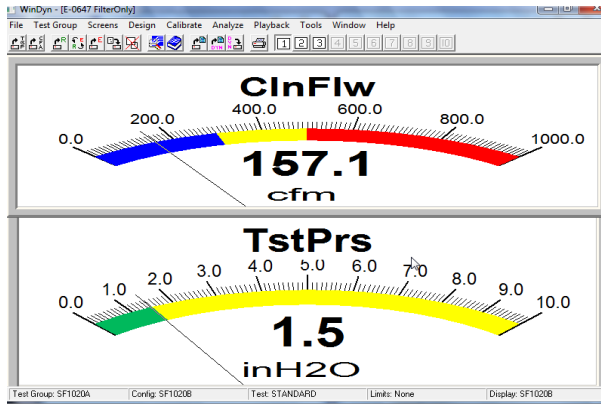 WinDyn - [E-0647 FilterOnly]
File Test Group Screens Design Calibrate Analyze Playback Tools Window Help
1 2 3 4 5 6 7 8 9 10
ClnFlw
0.0 200.0 400.0 600.0 800.0 1000.0
157.1
cfm
TstPrs
0.0 1.0 2.0 3.0 4.0 5.0 6.0 7.0 8.0 9.0 10.0
1.5
inH2O
Test Group: SF1020A Config: SF1020B Test: STANDARD Limits: None Display: SF1020B